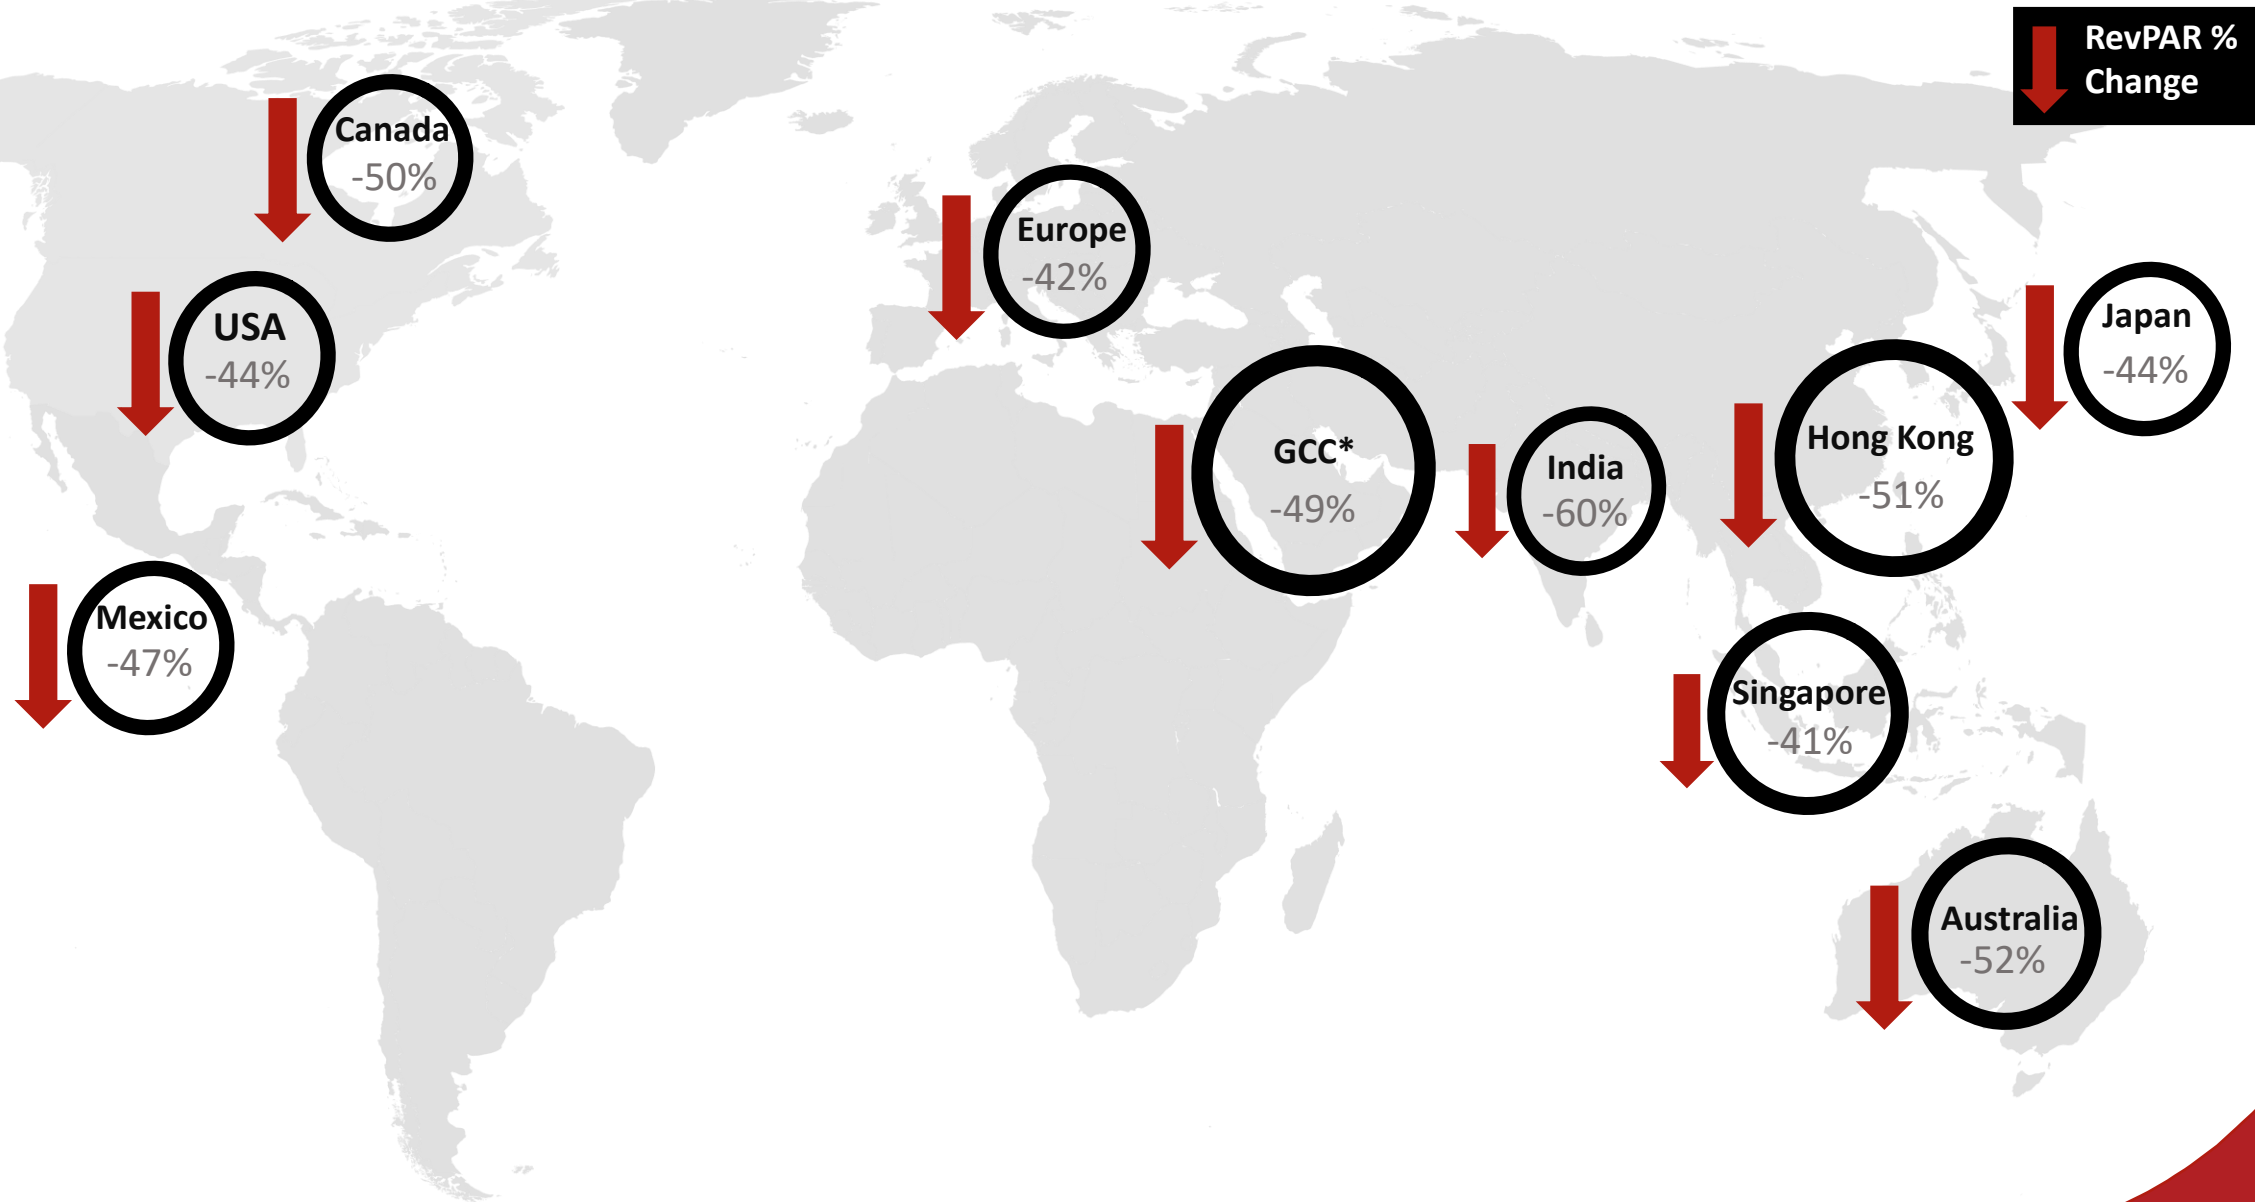 RevPAR %
Change
Canada
-50%
Europe
-42%
USA
-44%
Japan
-44%
GCC*
-49%
India
-60%
Hong Kong
-51%
Mexico
-47%
Singapore
-41%
Australia
-52%